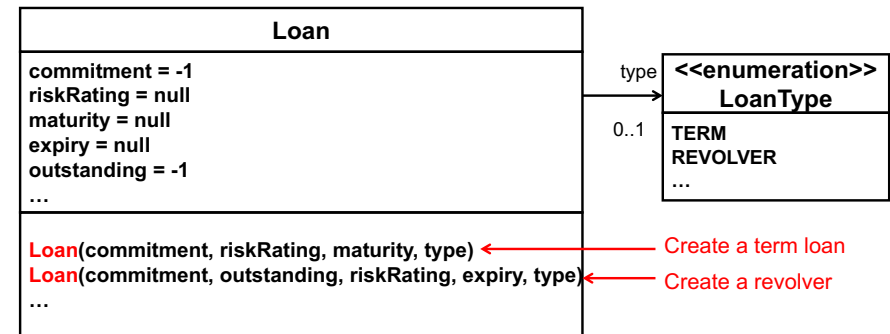 Loan
commitment = -1
riskRating = null
maturity = null
expiry = null
outstanding = -1
…
Loan(commitment, riskRating, maturity, type)
Loan(commitment, outstanding, riskRating, expiry, type)
…
type
0..1
<<enumeration>>
LoanType
TERM
REVOLVER
…
Create a term loan
Create a revolver